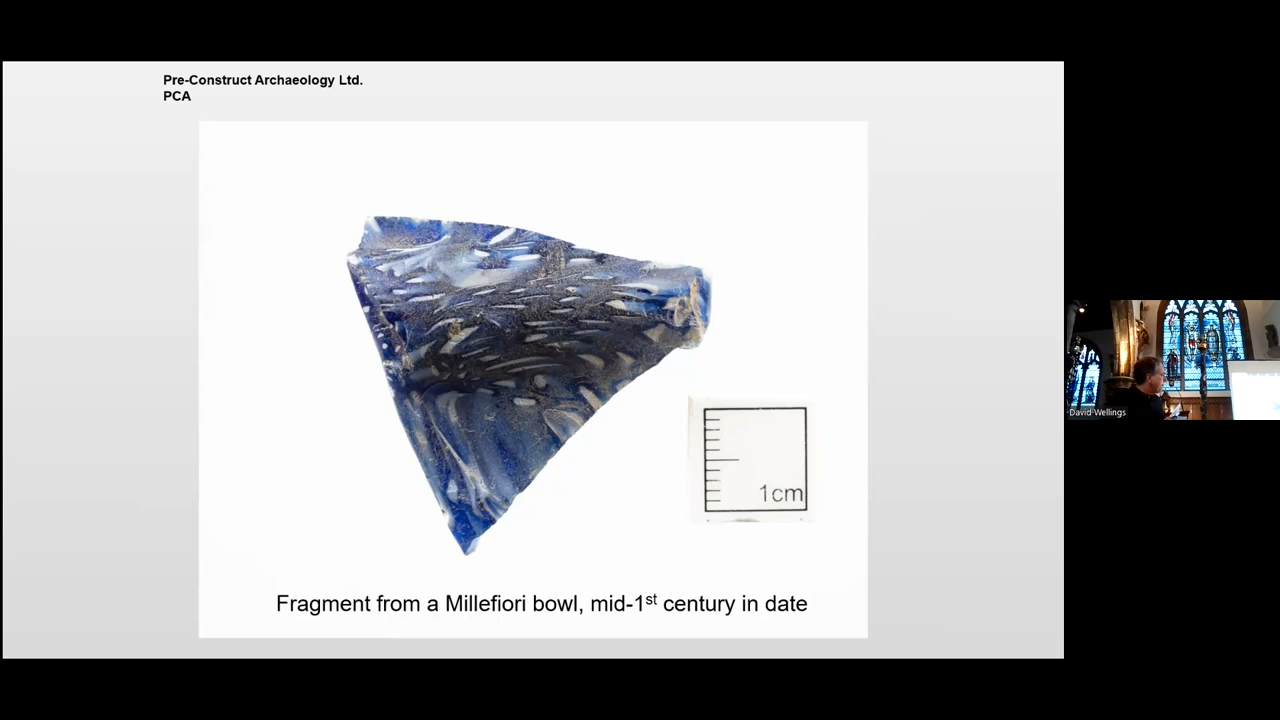 Pre-Construct Archaeology Ltd.
PCA
1cm
Fragment from a Millefiori bowl, mid-1st century in date
David Wellings